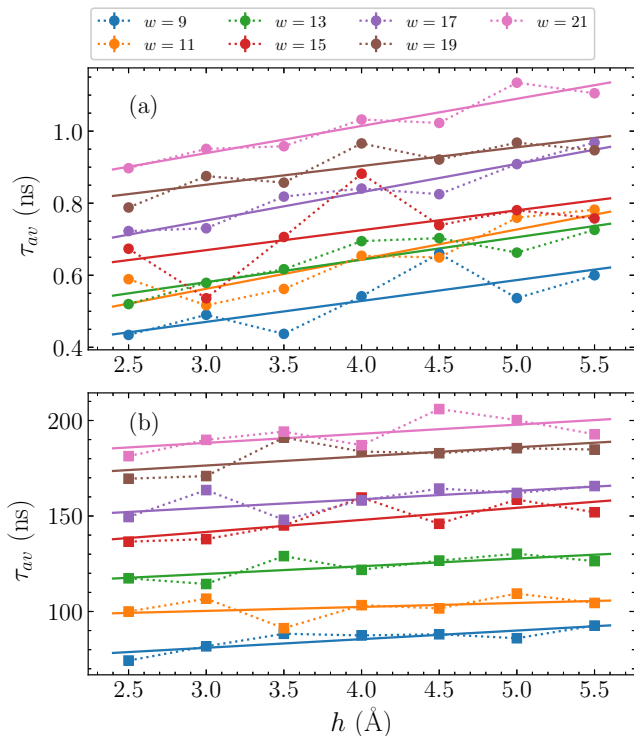 w = 9 w = 13 w = 17 w = 21
w = 11 w = 15 w = 19
(a)
τav (ns)
1.0
0.8
0.6
0.4
2.5 3.0 3.5 4.0 4.5 5.0 5.5
(b)
τav (ns)
200
150
100
2.5 3.0 3.5 4.0 4.5 5.0 5.5
h (Å)